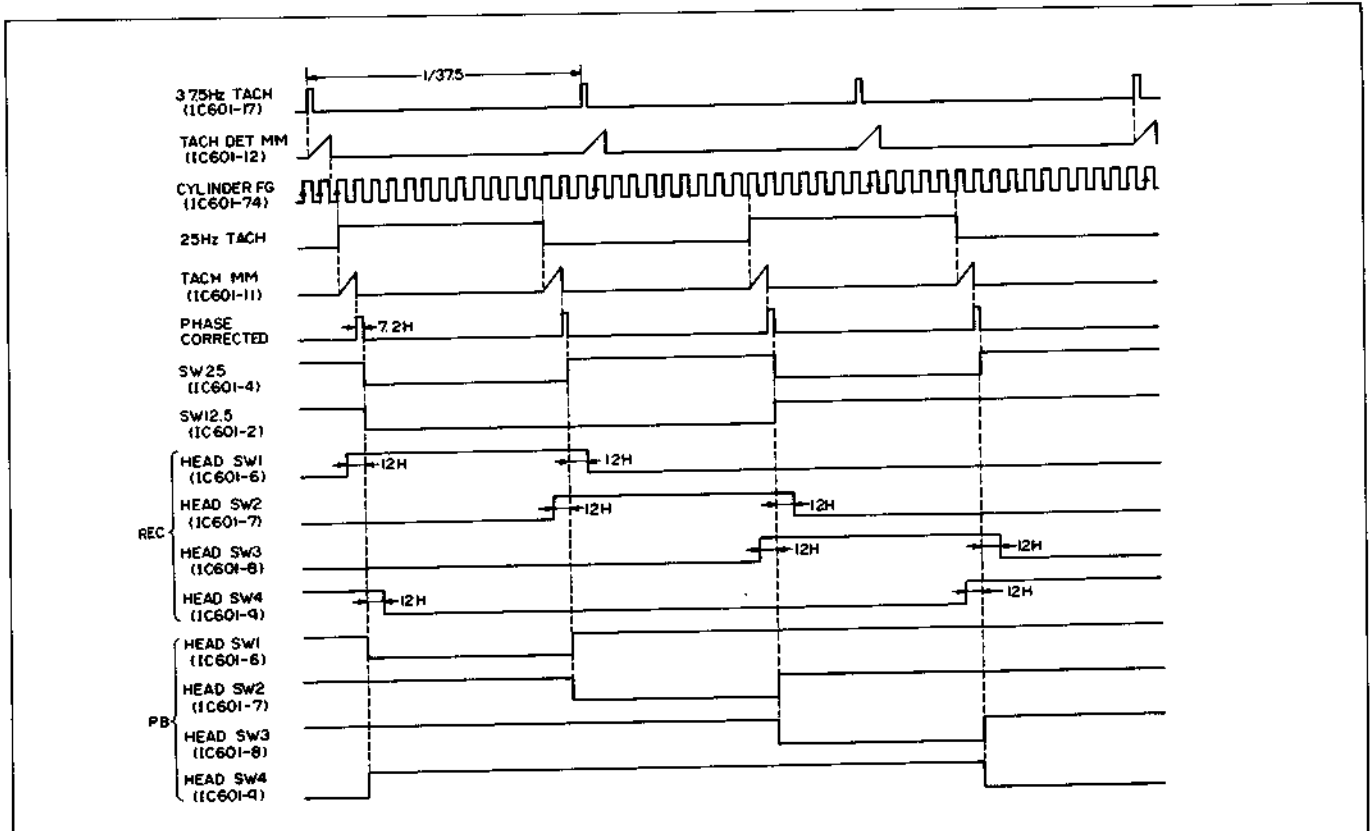 1/37.5
37.5Hz TACH
(IC601-17)
TACH DET MM
(IC601-12)
CYLINDER FG
(IC601-74)
25Hz TACH
TACH MM
(IC601-11)
PHASE
CORRECTED
7.2H
SW25
(IC601-4)
SW12.5
(IC601-2)
REC
HEAD SW1
(IC601-6)
12H
12H
HEAD SW2
(IC601-7)
12H
12H
HEAD SW3
(IC601-8)
12H
12H
HEAD SW4
(IC601-9)
12H
12H
PB
HEAD SW1
(IC601-6)
HEAD SW2
(IC601-7)
HEAD SW3
(IC601-8)
HEAD SW4
(IC601-9)